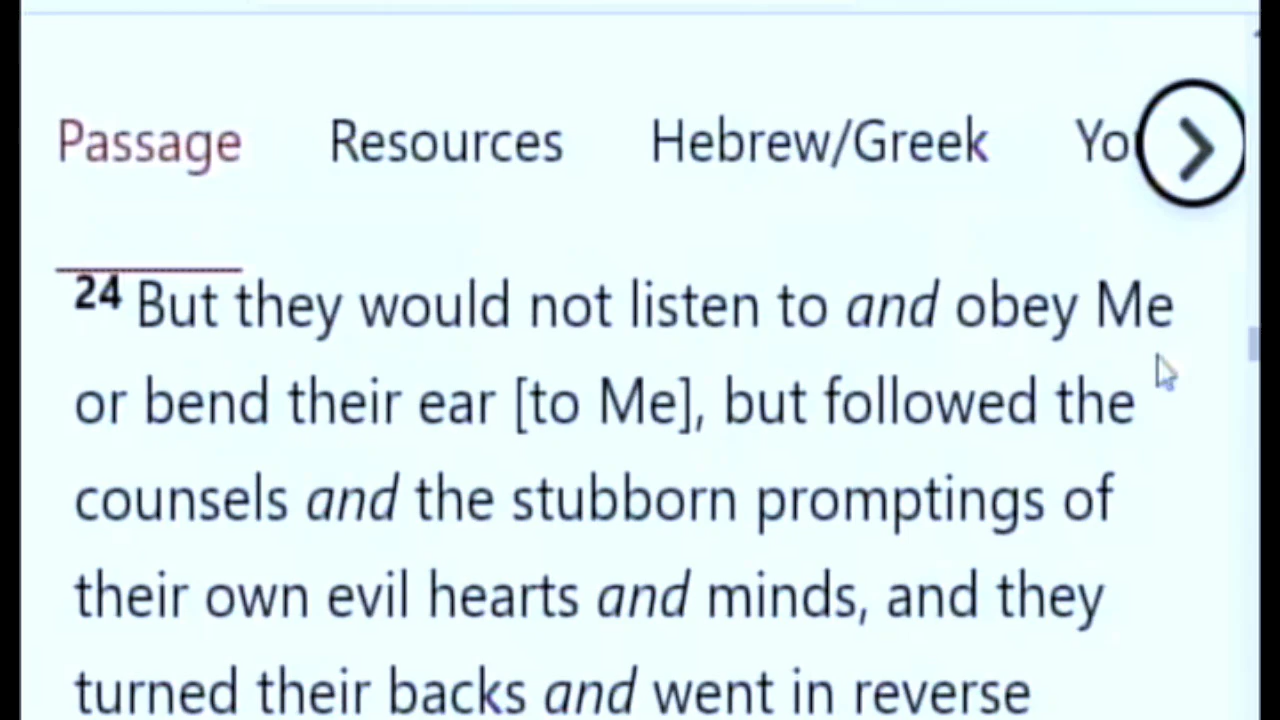 Passage Resources Hebrew/Greek Yo
24 But they would not listen to and obey Me
or bend their ear [to Me], but followed the
counsels and the stubborn promptings of
their own evil hearts and minds, and they
turned their backs and went in reverse